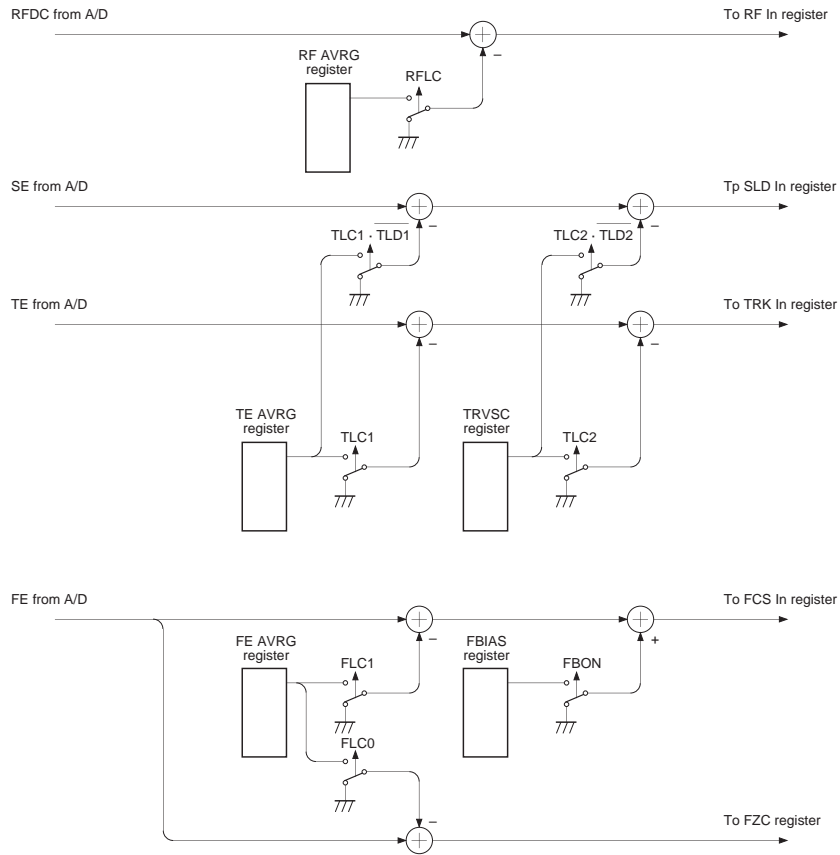 RFDC from A/D
To RF In register
RF AVRG
register
RFLC
–
SE from A/D
Tp SLD In register
TLC1 · TLD1
–
TLC2 · TLD2
–
TE from A/D
To TRK In register
–
–
TE AVRG
register
TLC1
TRVSC
register
TLC2
FE from A/D
To FCS In register
FE AVRG
register
FLC1
–
FBIAS
register
FBON
+
FLC0
–
To FZC register